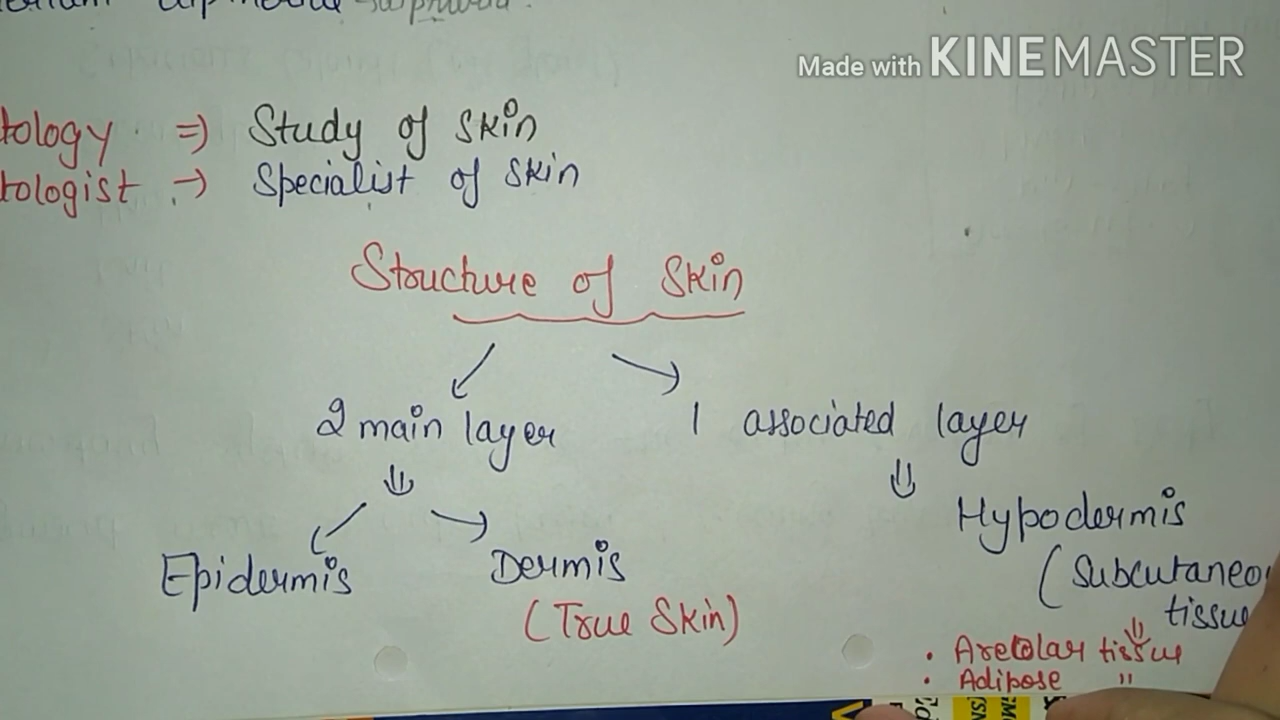 Made with KINEMASTER
tology => Study of skin
tologist -> Specialist of skin
Structure of Skin
2 main layer
1 associated layer
Epidermis
Dermis
(True Skin)
Hypodermis
(Subcutaneo
tissue
• Areolar tissue
• Adipose "